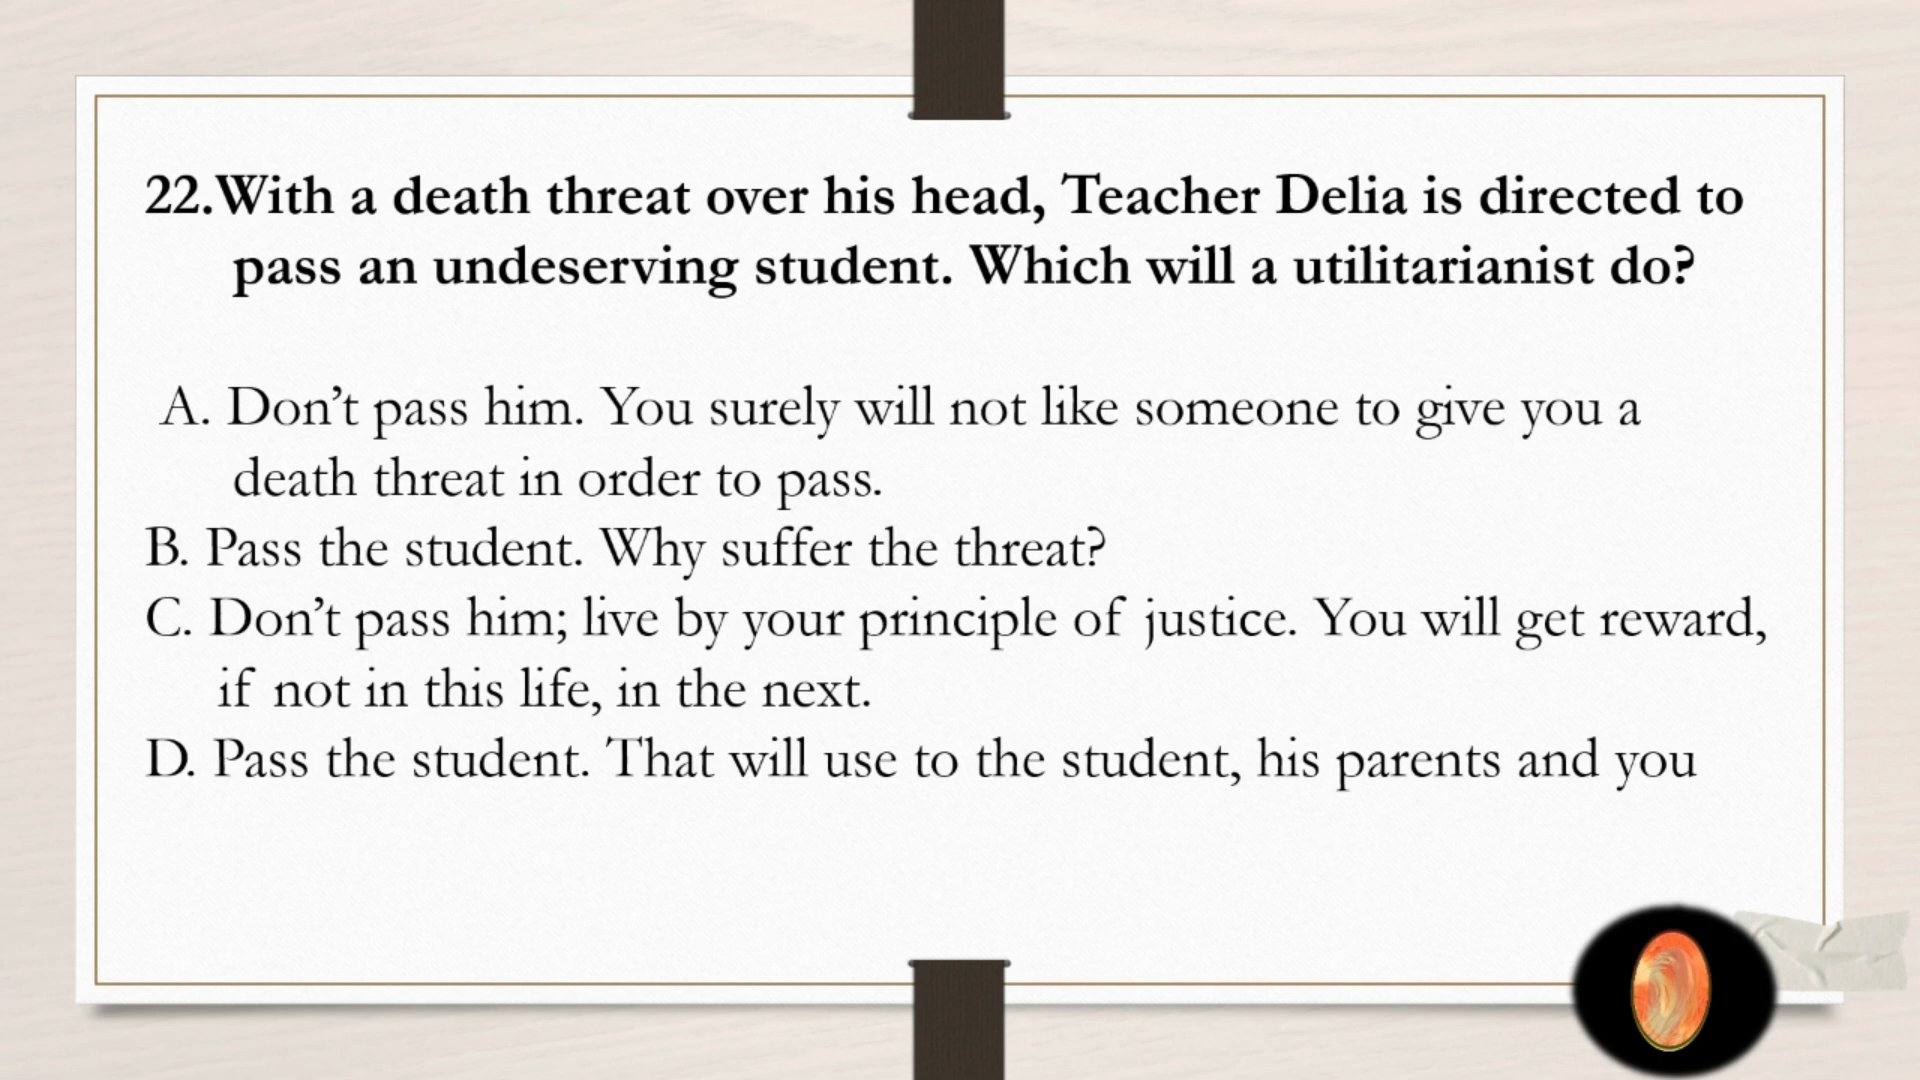 22.With a death threat over his head, Teacher Delia is directed to
pass an undeserving student. Which will a utilitarianist do?
A. Don’t pass him. You surely will not like someone to give you a
death threat in order to pass.
B. Pass the student. Why suffer the threat?
C. Don’t pass him; live by your principle of justice. You will get reward,
if not in this life, in the next.
D. Pass the student. That will use to the student, his parents and you